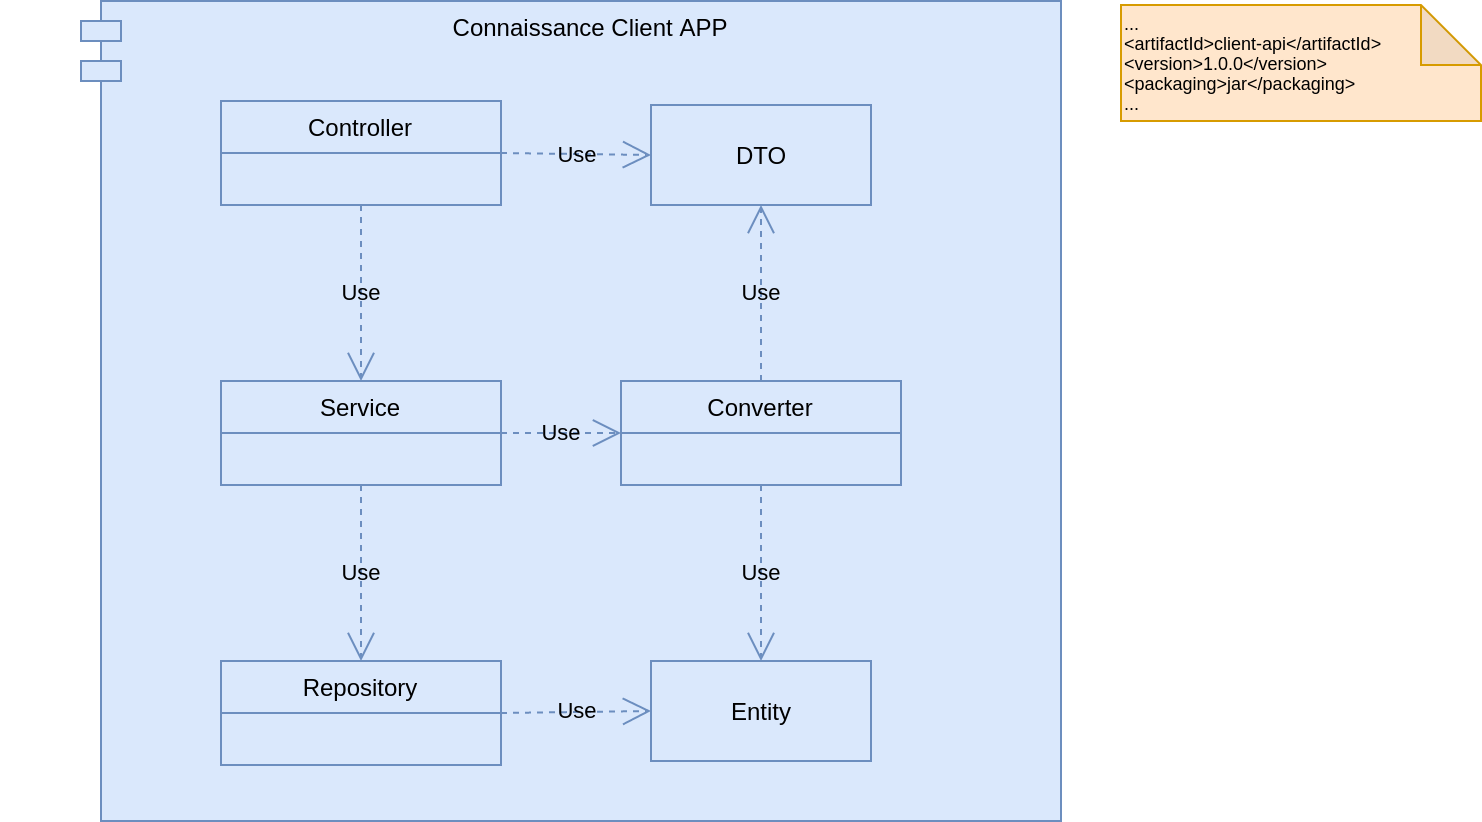 Connaissance Client APP
...
<artifactId>client-api</artifactId>
<version>1.0.0</version>
<packaging>jar</packaging>
...
Controller
Use
DTO
Use
Use
Service
Use
Converter
Use
Use
Repository
Use
Entity